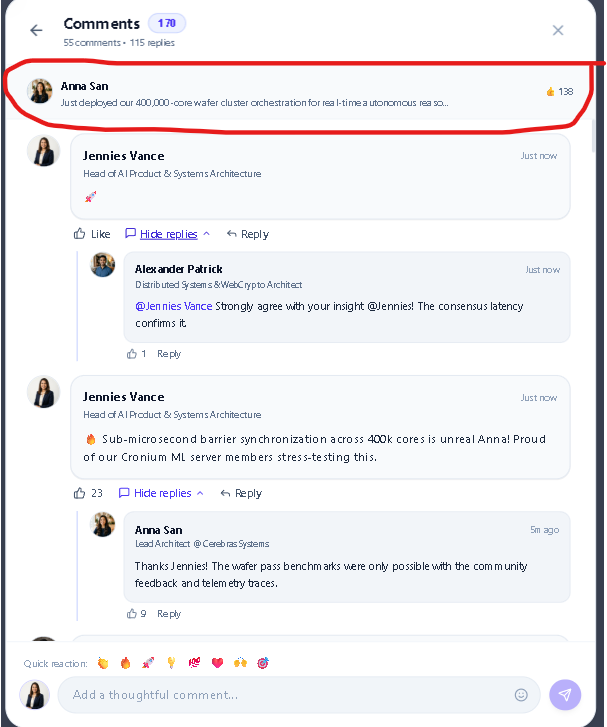 Comments 170
55 comments • 115 replies
Anna San
Just deployed our 400,000-core wafer cluster orchestration for real-time autonomous reaso...
👍 138
Jennies Vance
Just now
Head of AI Product & Systems Architecture
🚀
Like Hide replies Reply
Alexander Patrick
Just now
Distributed Systems & WebCrypto Architect
@Jennies Vance Strongly agree with your insight @Jennies! The consensus latency
confirms it.
1 Reply
Jennies Vance
Just now
Head of AI Product & Systems Architecture
🔥 Sub-microsecond barrier synchronization across 400k cores is unreal Anna! Proud
of our Cronium ML server members stress-testing this.
23 Hide replies Reply
Anna San
5m ago
Lead Architect @ Cerebras Systems
Thanks Jennies! The wafer pass benchmarks were only possible with the community
feedback and telemetry traces.
9 Reply
Quick reaction:
Add a thoughtful comment...